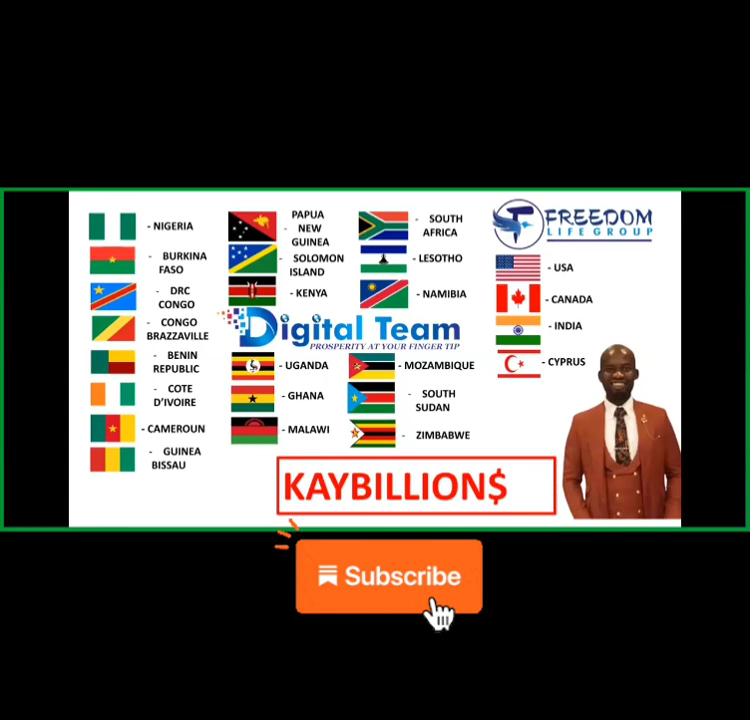 - NIGERIA
- BURKINA
FASO
- DRC
CONGO
- CONGO
BRAZZAVILLE
- BENIN
REPUBLIC
- COTE
D'IVOIRE
- CAMEROUN
- GUINEA
BISSAU
PAPUA
- NEW
GUINEA
- SOLOMON
ISLAND
- KENYA
- SOUTH
AFRICA
- LESOTHO
- NAMIBIA
FREEDOM
LIFE GROUP
- USA
- CANADA
- INDIA
- CYPRUS
Digital Team
PROSPERITY AT YOUR FINGER TIP
- UGANDA
- GHANA
- MALAWI
- MOZAMBIQUE
- SOUTH
SUDAN
- ZIMBABWE
KAYBILLION$
Subscribe